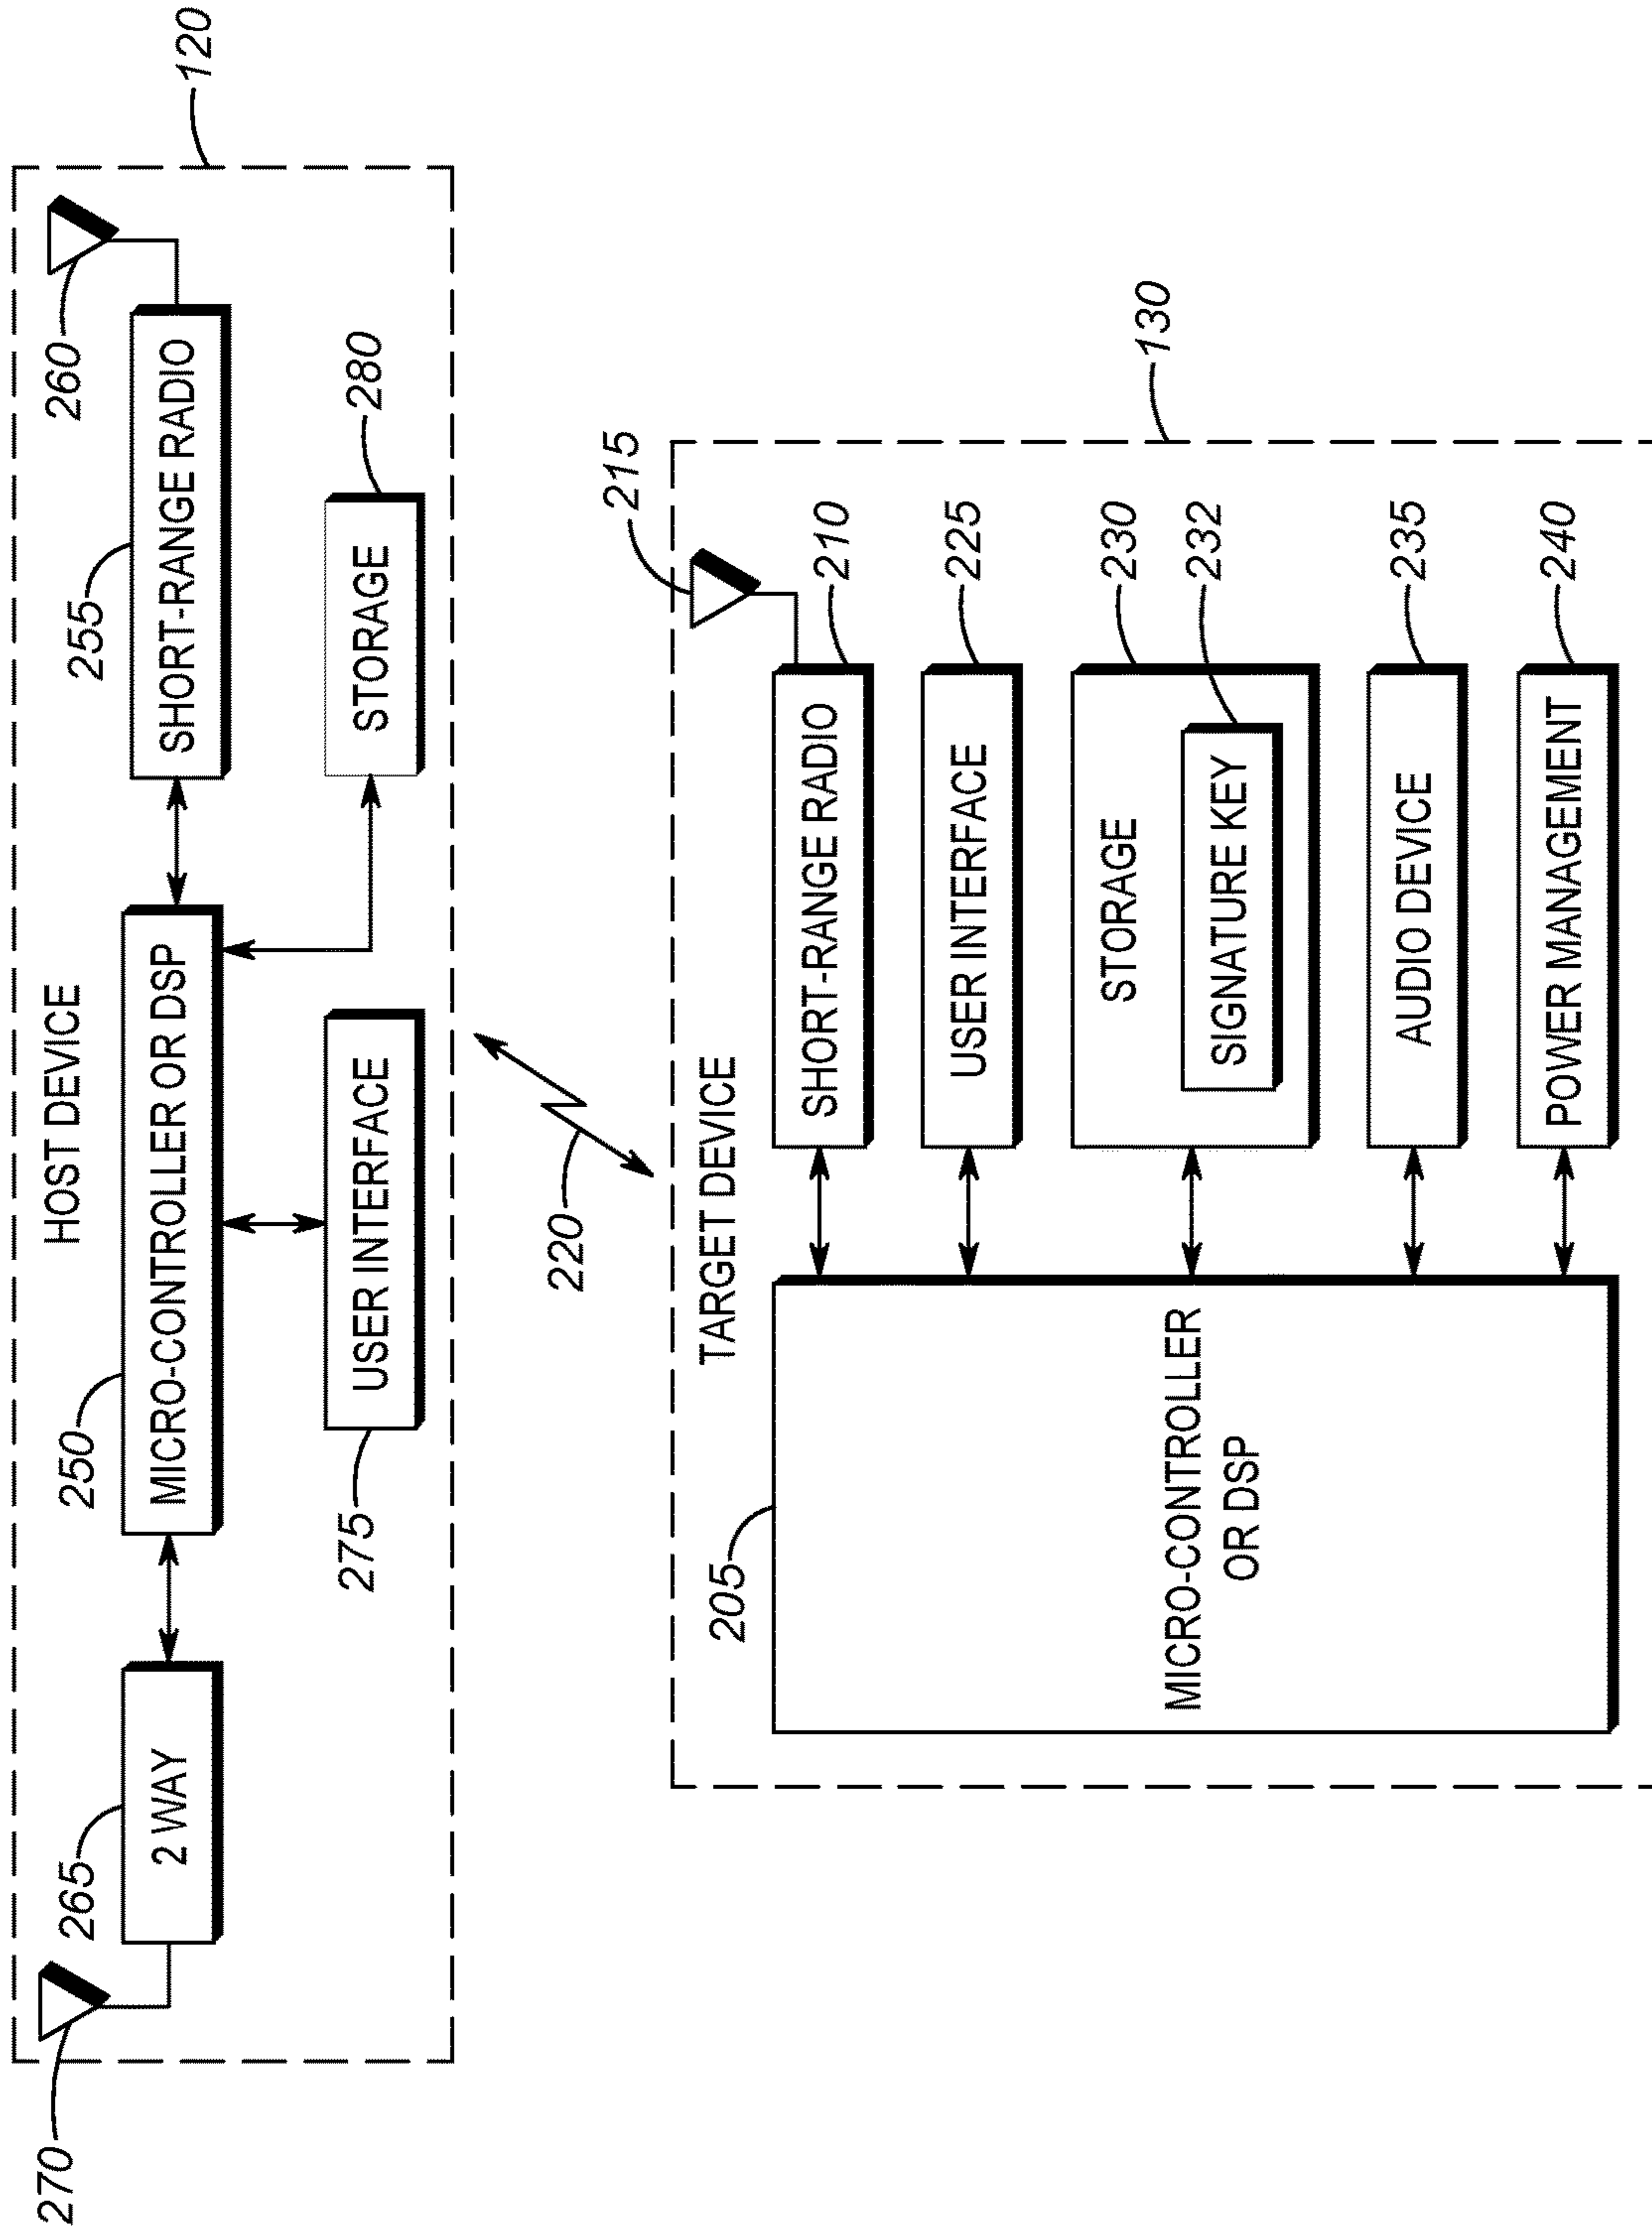 HOST DEVICE
120
270
265
2 WAY
250
MICRO-CONTROLLER OR DSP
255
SHORT-RANGE RADIO
260
275
USER INTERFACE
STORAGE
280
220
TARGET DEVICE
130
205
MICRO-CONTROLLER
OR DSP
215
SHORT-RANGE RADIO
210
USER INTERFACE
225
STORAGE
230
SIGNATURE KEY
232
AUDIO DEVICE
235
POWER MANAGEMENT
240